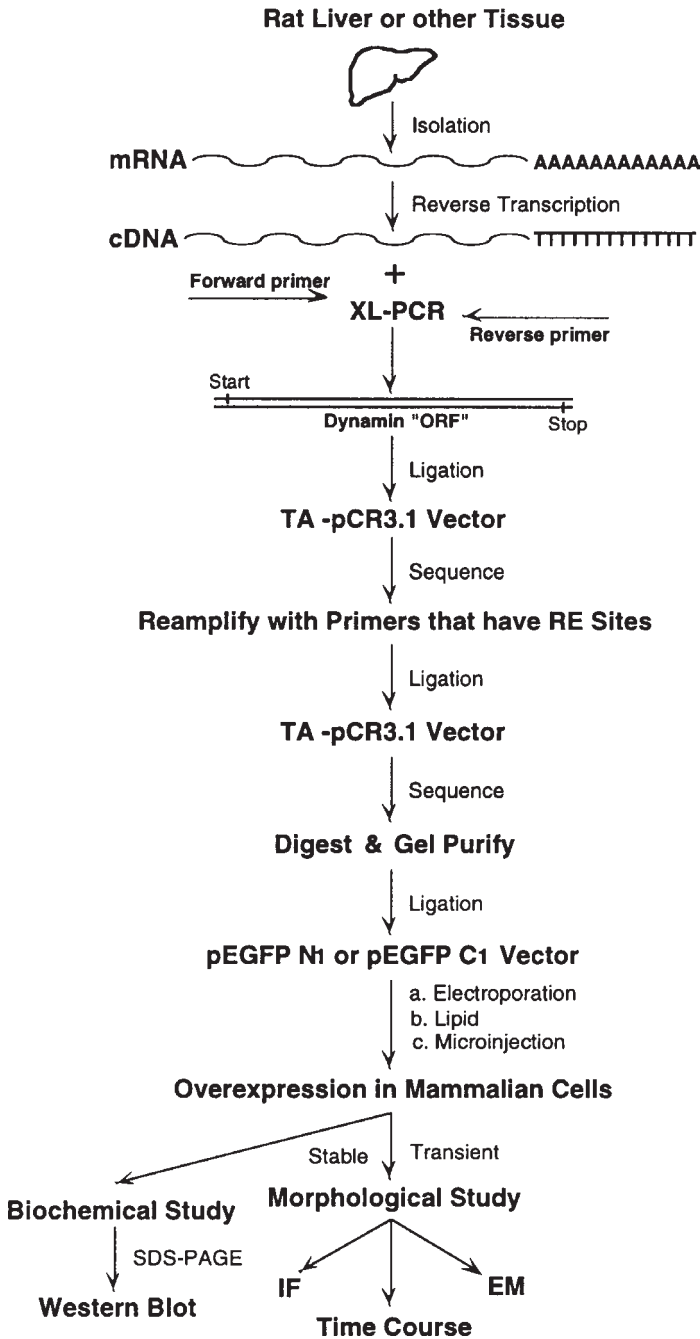 Rat Liver or other Tissue
Isolation
mRNA AAAAAAAAAAAA
Reverse Transcription
cDNA TTTTTTTTTTTTT
+
Forward primer
XL-PCR
Reverse primer
Start
Dynamin "ORF"
Stop
Ligation
TA -pCR3.1 Vector
Sequence
Reamplify with Primers that have RE Sites
Ligation
TA -pCR3.1 Vector
Sequence
Digest & Gel Purify
Ligation
pEGFP N1 or pEGFP C1 Vector
a. Electroporation
b. Lipid
c. Microinjection
Overexpression in Mammalian Cells
Stable Transient
Biochemical Study
Morphological Study
SDS-PAGE
Western Blot
IF
EM
Time Course